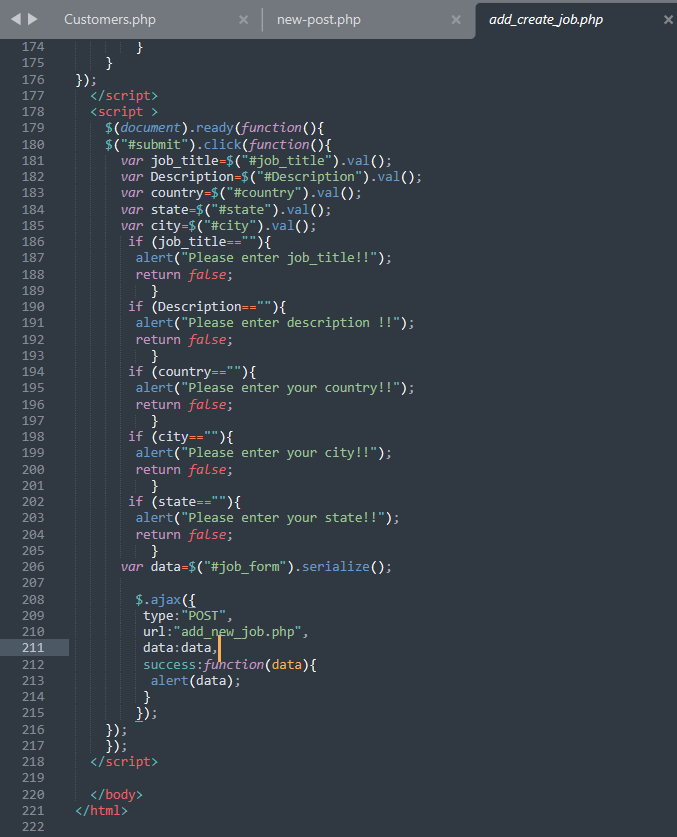 Customers.php × new-post.php × add_create_job.php ×
174 }
175 }
176 });
177 </script>
178 <script >
179 $(document).ready(function(){
180 $("#submit").click(function(){
181 var job_title=$("#job_title").val();
182 var Description=$("#Description").val();
183 var country=$("#country").val();
184 var state=$("#state").val();
185 var city=$("#city").val();
186 if (job_title==""){
187 alert("Please enter job_title!!");
188 return false;
189 }
190 if (Description==""){
191 alert("Please enter description !!");
192 return false;
193 }
194 if (country==""){
195 alert("Please enter your country!!");
196 return false;
197 }
198 if (city==""){
199 alert("Please enter your city!!");
200 return false;
201 }
202 if (state==""){
203 alert("Please enter your state!!");
204 return false;
205 }
206 var data=$("#job_form").serialize();
207
208 $.ajax({
209 type:"POST",
210 url:"add_new_job.php",
211 data:data,
212 success:function(data){
213 alert(data);
214 }
215 });
216 });
217 });
218 </script>
219
220 </body>
221 </html>
222